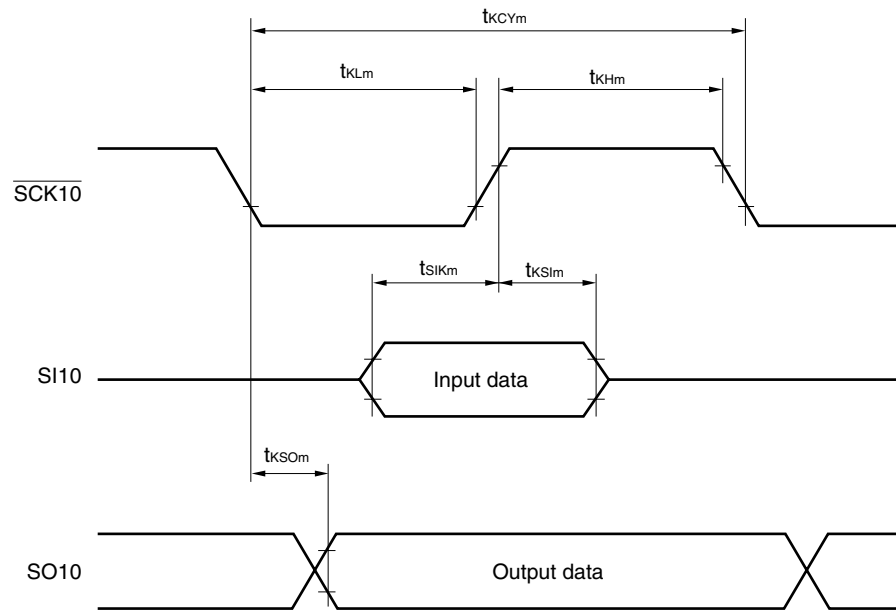 tKCYm
tKLm
tKHm
SCK10
tSIKm
tKSIm
SI10
Input data
tKSOm
SO10
Output data